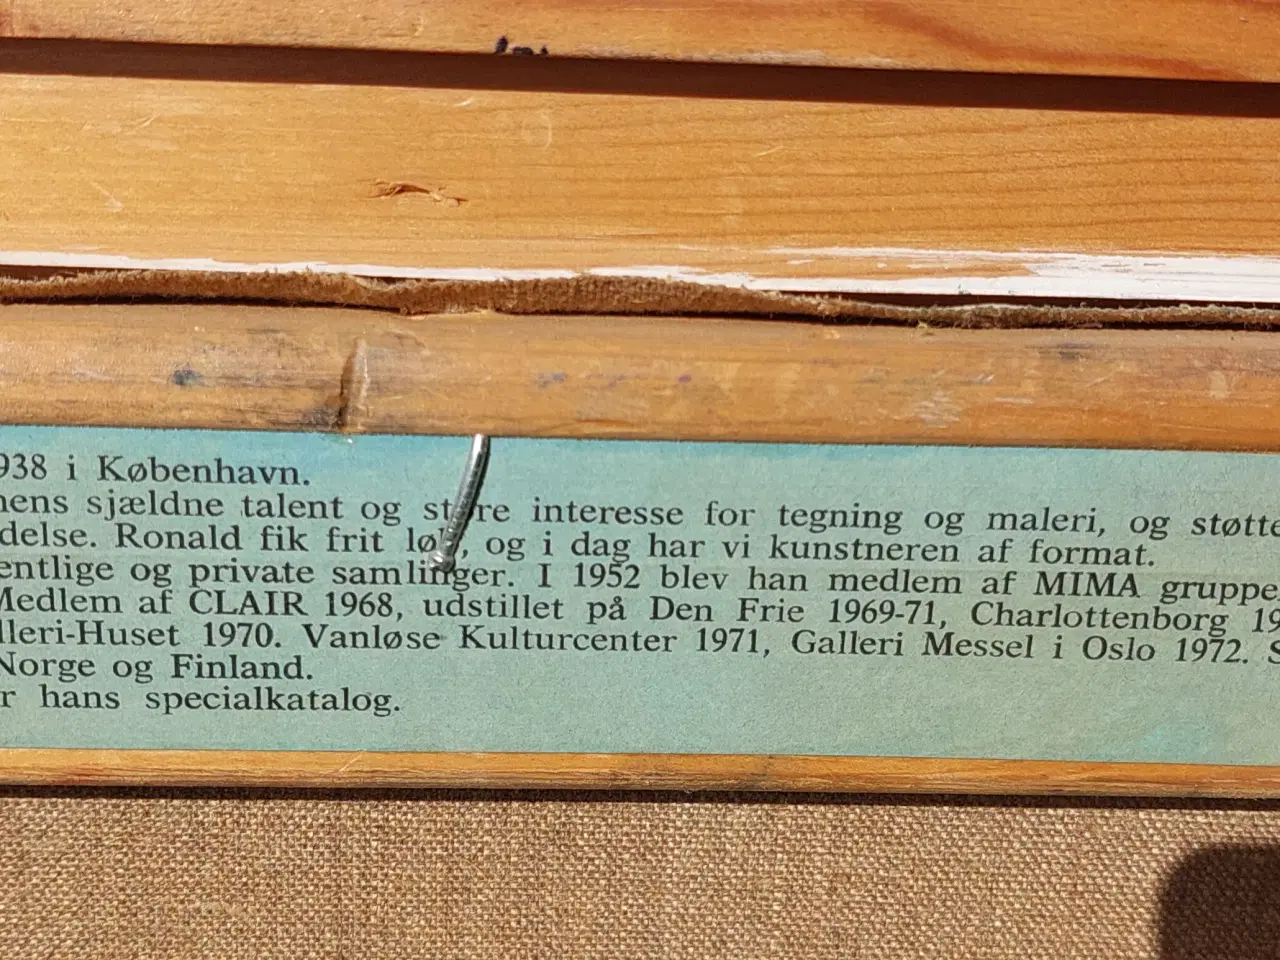 938 i København.
nens sjældne talent og store interesse for tegning og maleri, og støtte
delse. Ronald fik frit løb, og i dag har vi kunstneren af format.
entlige og private samlinger. I 1952 blev han medlem af MIMA gruppe
Medlem af CLAIR 1968, udstillet på Den Frie 1969-71, Charlottenborg 19
lleri-Huset 1970. Vanløse Kulturcenter 1971, Galleri Messel i Oslo 1972. S
Norge og Finland.
r hans specialkatalog.